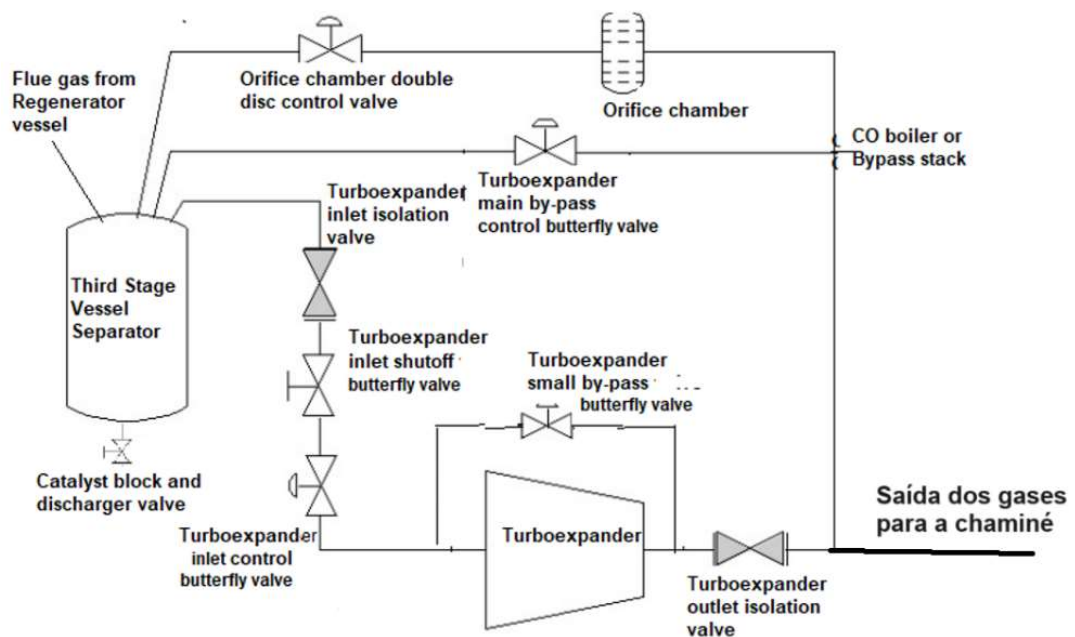 Flue gas from
Regenerator
vessel
Orifice chamber double
disc control valve
Orifice chamber
CO boiler or
Bypass stack
Turboexpander
main by-pass
control butterfly valve
Turboexpander
inlet isolation
valve
Third Stage
Vessel
Separator
Turboexpander
inlet shutoff
butterfly valve
Turboexpander
small by-pass
butterfly valve
Catalyst block and
discharger valve
Turboexpander
inlet control
butterfly valve
Turboexpander
Saída dos gases
para a chaminé
Turboexpander
outlet isolation
valve